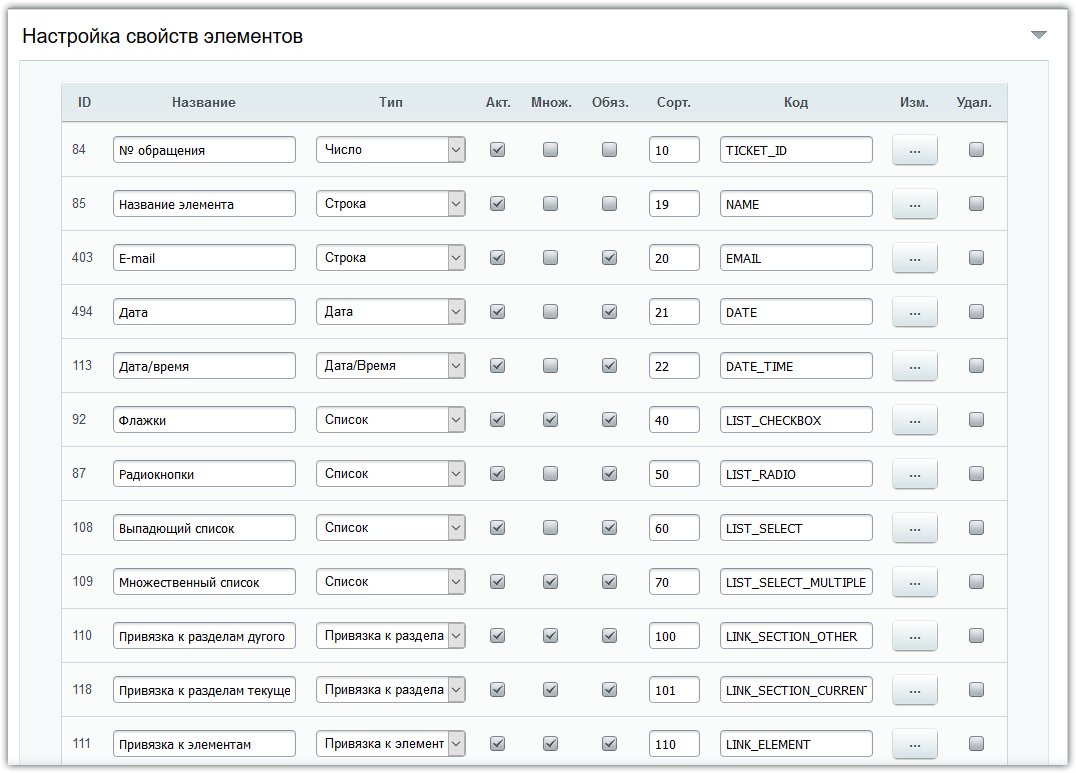 Настройка свойств элементов
ID Название Тип Акт. Множ. Обяз. Сорт. Код Изм. Удал.
84 № обращения Число 10 TICKET_ID ...
85 Название элемента Строка 19 NAME ...
403 E-mail Строка 20 EMAIL ...
494 Дата Дата 21 DATE ...
113 Дата/время Дата/Время 22 DATE_TIME ...
92 Флажки Список 40 LIST_CHECKBOX ...
87 Радиокнопки Список 50 LIST_RADIO ...
108 Выпадющий список Список 60 LIST_SELECT ...
109 Множественный список Список 70 LIST_SELECT_MULTIPLE ...
110 Привязка к разделам дугого Привязка к раздела 100 LINK_SECTION_OTHER ...
118 Привязка к разделам текуще Привязка к раздела 101 LINK_SECTION_CURRENT ...
111 Привязка к элементам Привязка к элемент 110 LINK_ELEMENT ...